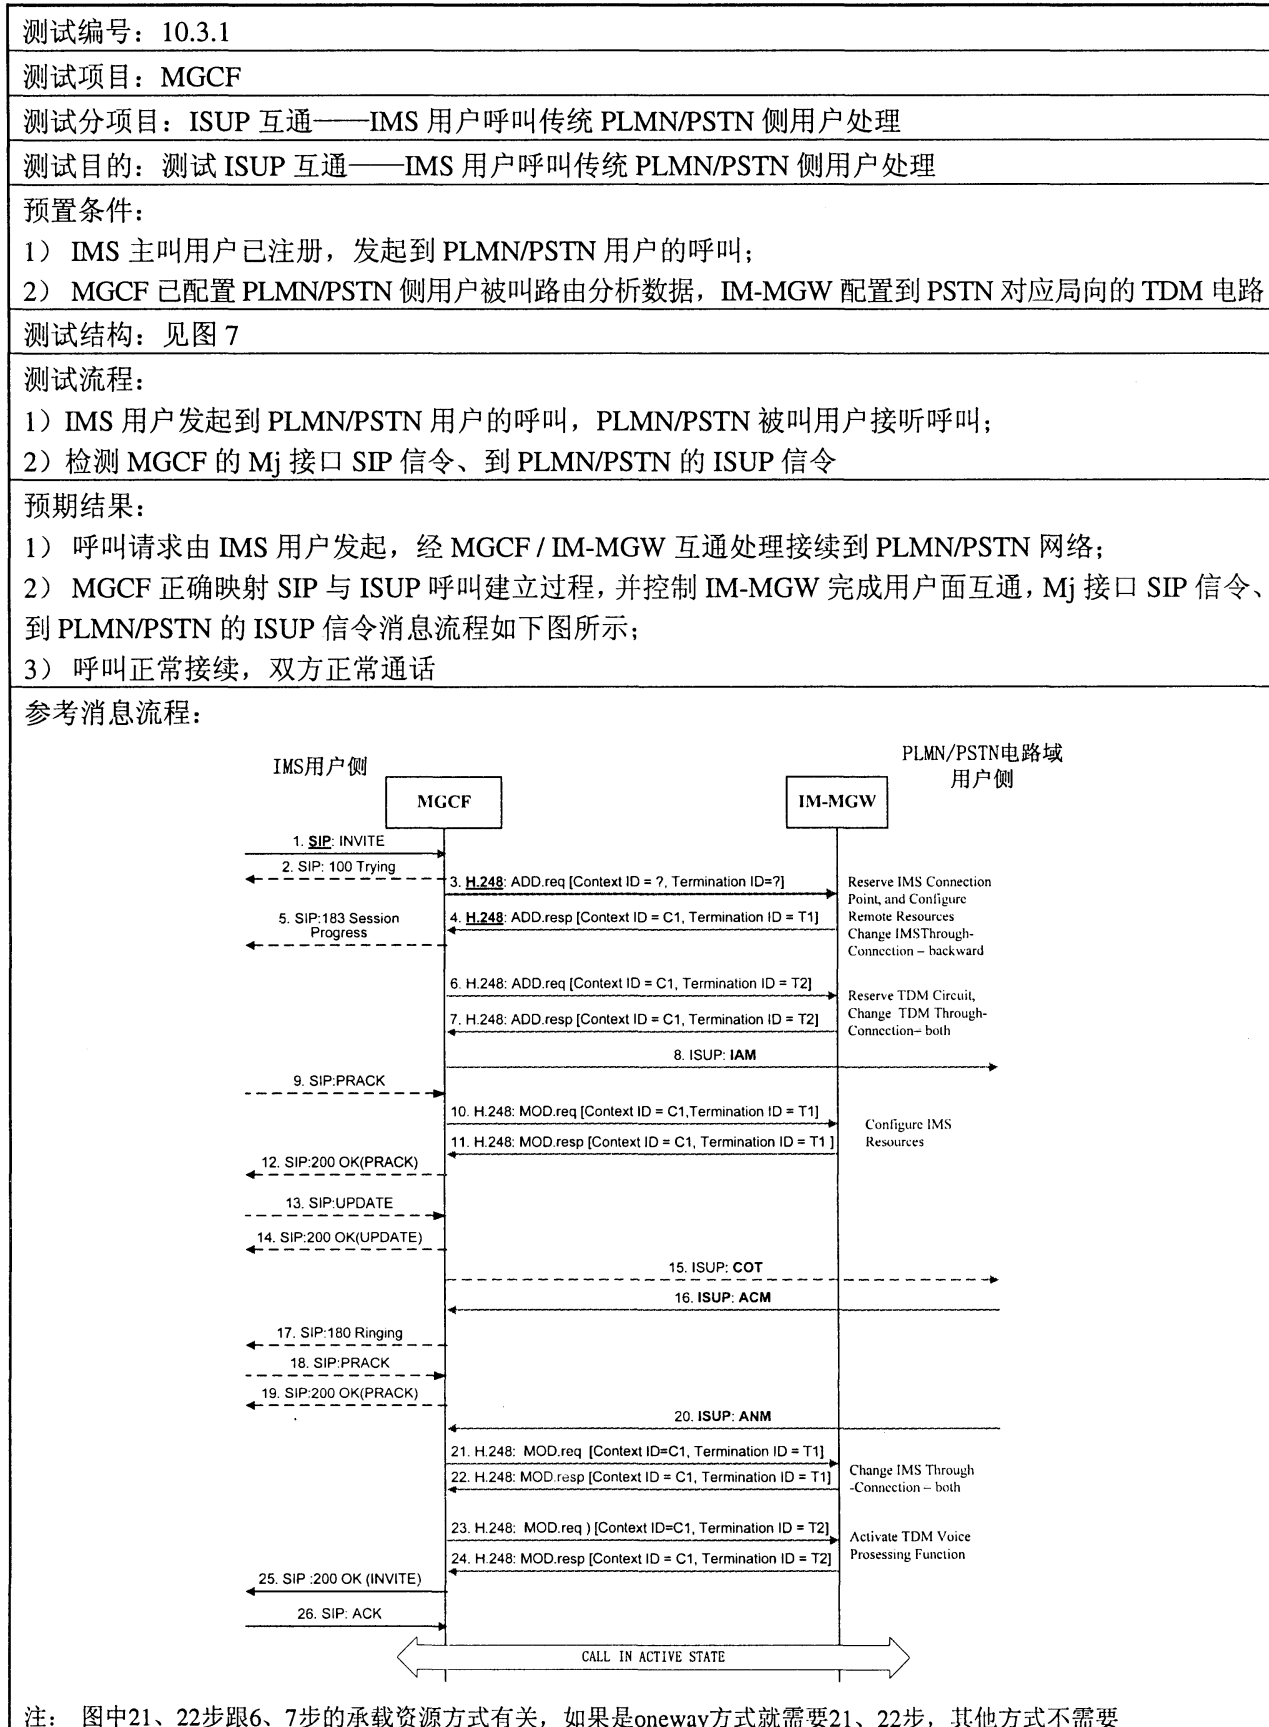 测试编号：10.3.1
测试项目：MGCF
测试分项目：ISUP 互通——IMS 用户呼叫传统 PLMN/PSTN 侧用户处理
测试目的：测试 ISUP 互通——IMS 用户呼叫传统 PLMN/PSTN 侧用户处理
预置条件：
1） IMS 主叫用户已注册，发起到 PLMN/PSTN 用户的呼叫；
2） MGCF 已配置 PLMN/PSTN 侧用户被叫路由分析数据，IM-MGW 配置到 PSTN 对应局向的 TDM 电路
测试结构：见图 7
测试流程：
1）IMS 用户发起到 PLMN/PSTN 用户的呼叫，PLMN/PSTN 被叫用户接听呼叫；
2）检测 MGCF 的 Mj 接口 SIP 信令、到 PLMN/PSTN 的 ISUP 信令
预期结果：
1） 呼叫请求由 IMS 用户发起，经 MGCF / IM-MGW 互通处理接续到 PLMN/PSTN 网络；
2） MGCF 正确映射 SIP 与 ISUP 呼叫建立过程，并控制 IM-MGW 完成用户面互通，Mj 接口 SIP 信令、
到 PLMN/PSTN 的 ISUP 信令消息流程如下图所示；
3） 呼叫正常接续，双方正常通话
参考消息流程：
IMS用户侧
PLMN/PSTN电路域
用户侧
MGCF
IM-MGW
1. SIP: INVITE
2. SIP: 100 Trying
3. H.248: ADD.req [Context ID = ?, Termination ID=?]
4. H.248: ADD.resp [Context ID = C1, Termination ID = T1]
Reserve IMS Connection
Point, and Configure
Remote Resources
Change IMSThrough-
Connection – backward
5. SIP:183 Session
Progress
6. H.248: ADD.req [Context ID = C1, Termination ID = T2]
7. H.248: ADD.resp [Context ID = C1, Termination ID = T2]
Reserve TDM Circuit,
Change TDM Through-
Connection– both
8. ISUP: IAM
9. SIP:PRACK
10. H.248: MOD.req [Context ID = C1,Termination ID = T1]
11. H.248: MOD.resp [Context ID = C1, Termination ID = T1 ]
Configure IMS
Resources
12. SIP:200 OK(PRACK)
13. SIP:UPDATE
14. SIP:200 OK(UPDATE)
15. ISUP: COT
16. ISUP: ACM
17. SIP:180 Ringing
18. SIP:PRACK
19. SIP:200 OK(PRACK)
20. ISUP: ANM
21. H.248: MOD.req [Context ID=C1, Termination ID = T1]
22. H.248: MOD.resp [Context ID = C1, Termination ID = T1]
Change IMS Through
-Connection – both
23. H.248: MOD.req ) [Context ID=C1, Termination ID = T2]
24. H.248: MOD.resp [Context ID = C1, Termination ID = T2]
Activate TDM Voice
Prosessing Function
25. SIP :200 OK (INVITE)
26. SIP: ACK
CALL IN ACTIVE STATE
注： 图中21、22步跟6、7步的承载资源方式有关，如果是oneway方式就需要21、22步，其他方式不需要